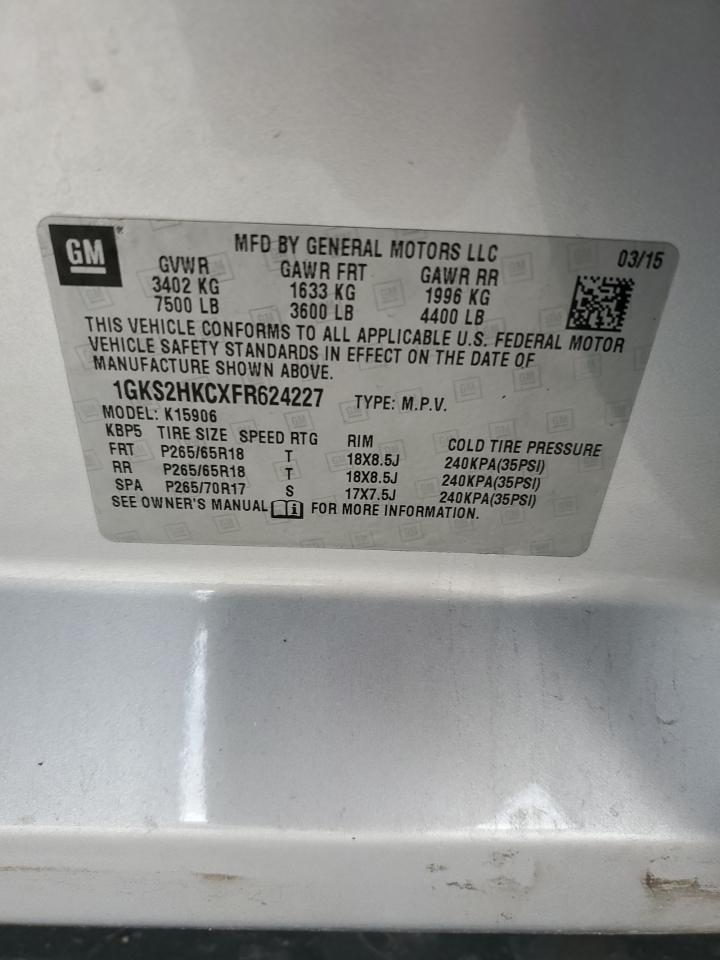 GM
MFD BY GENERAL MOTORS LLC 03/15
GVWR GAWR FRT GAWR RR
3402 KG 1633 KG 1996 KG
7500 LB 3600 LB 4400 LB
THIS VEHICLE CONFORMS TO ALL APPLICABLE U.S. FEDERAL MOTOR
VEHICLE SAFETY STANDARDS IN EFFECT ON THE DATE OF
MANUFACTURE SHOWN ABOVE.
1GKS2HKCXFR624227 TYPE: M.P.V.
MODEL: K15906
KBP5 TIRE SIZE SPEED RTG RIM COLD TIRE PRESSURE
FRT P265/65R18 T 18X8.5J 240KPA(35PSI)
RR P265/65R18 T 18X8.5J 240KPA(35PSI)
SPA P265/70R17 S 17X7.5J 240KPA(35PSI)
SEE OWNER'S MANUAL FOR MORE INFORMATION.